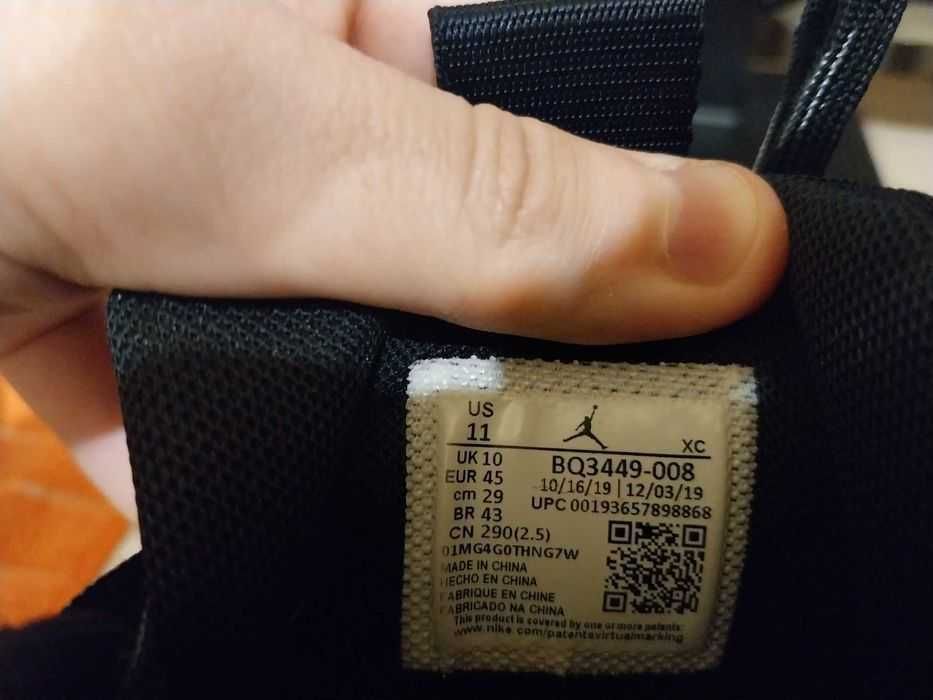 US
11
XC
UK 10
BQ3449-008
EUR 45
10/16/19 | 12/03/19
cm 29
UPC 00193657898868
BR 43
CN 290(2.5)
01MG4G0THNG7W
MADE IN CHINA
HECHO EN CHINA
FABRIQUE EN CHINE
FABRICADO NA CHINA
This product is covered by one or more patents:
www.nike.com/patentsvirtualmarking